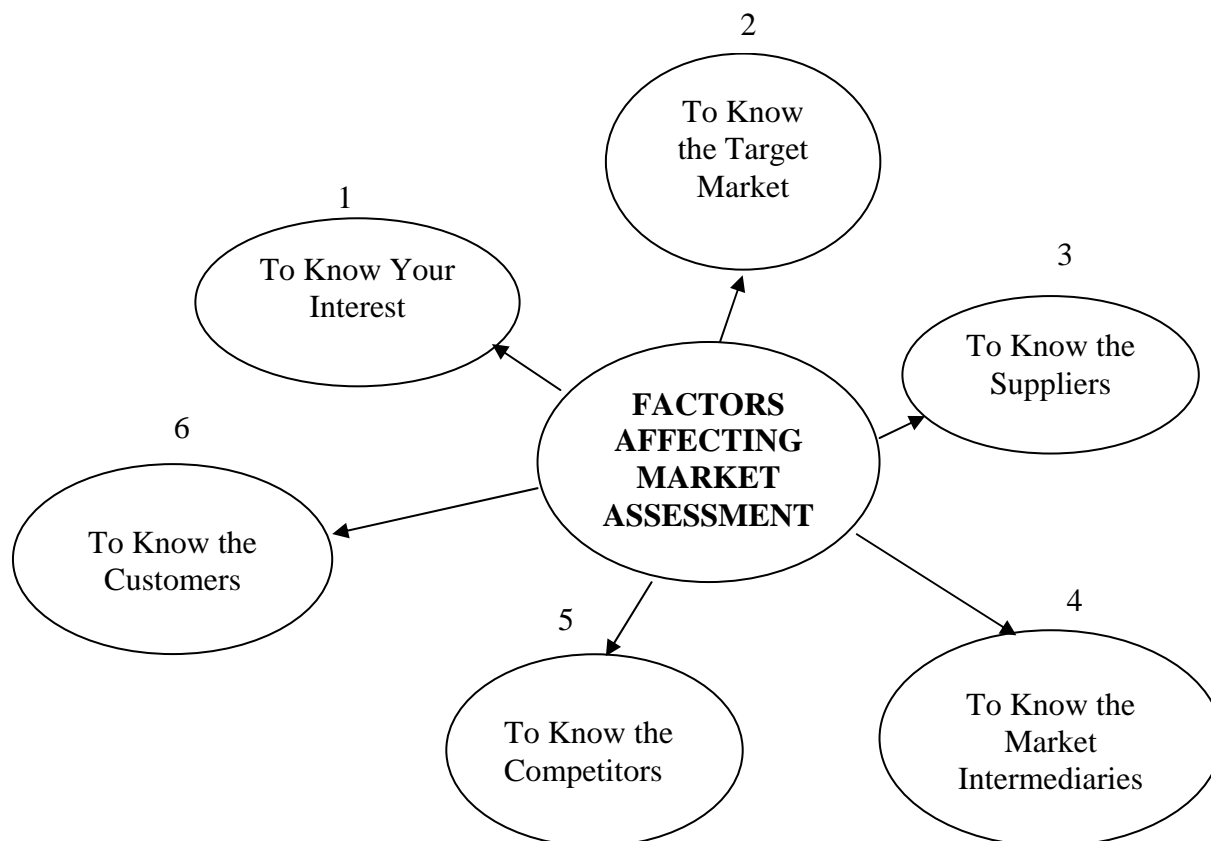 1
To Know Your
Interest
2
To Know
the Target
Market
3
To Know the
Suppliers
FACTORS
AFFECTING
MARKET
ASSESSMENT
4
To Know the
Market
Intermediaries
5
To Know the
Competitors
6
To Know the
Customers